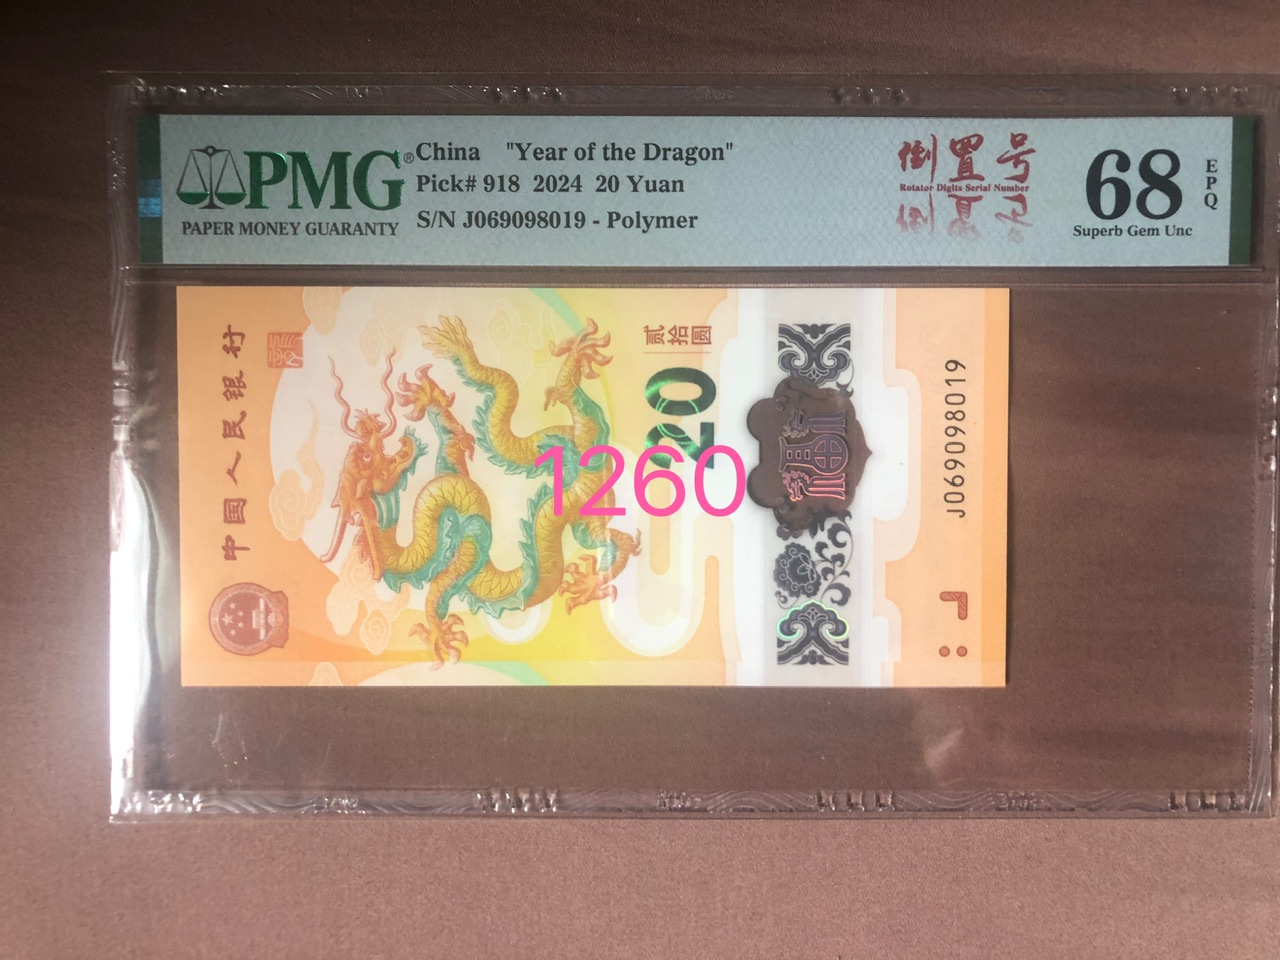 PMG®
PAPER MONEY GUARANTY
China "Year of the Dragon"
Pick# 918 2024 20 Yuan
S/N J069098019 - Polymer
倒置号
Rotator Digits Serial Number
68
EPQ
Superb Gem Unc
中国人民银行
贰拾圆
20
J069098019
1260